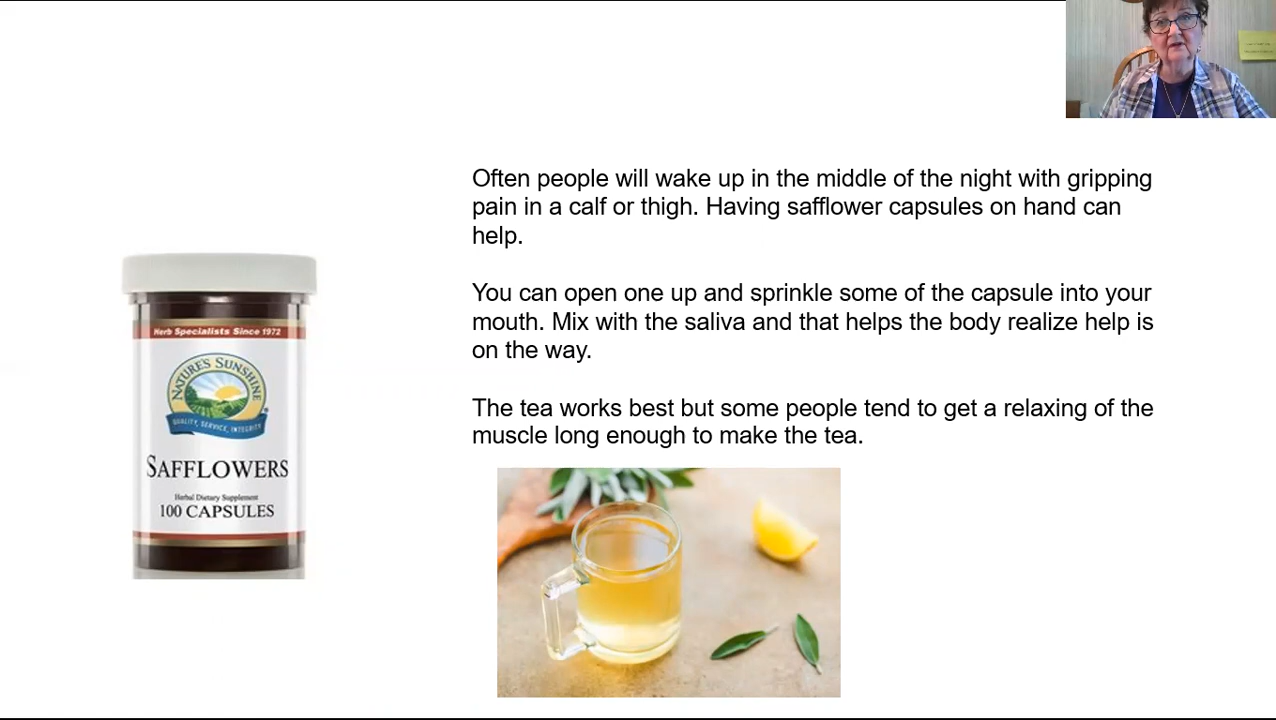 Often people will wake up in the middle of the night with gripping
pain in a calf or thigh. Having safflower capsules on hand can
help.
You can open one up and sprinkle some of the capsule into your
mouth. Mix with the saliva and that helps the body realize help is
on the way.
The tea works best but some people tend to get a relaxing of the
muscle long enough to make the tea.
Herb Specialists Since 1972
NATURE'S SUNSHINE
QUALITY, SERVICE, INTEGRITY
SAFFLOWERS
Herbal Dietary Supplement
100 CAPSULES